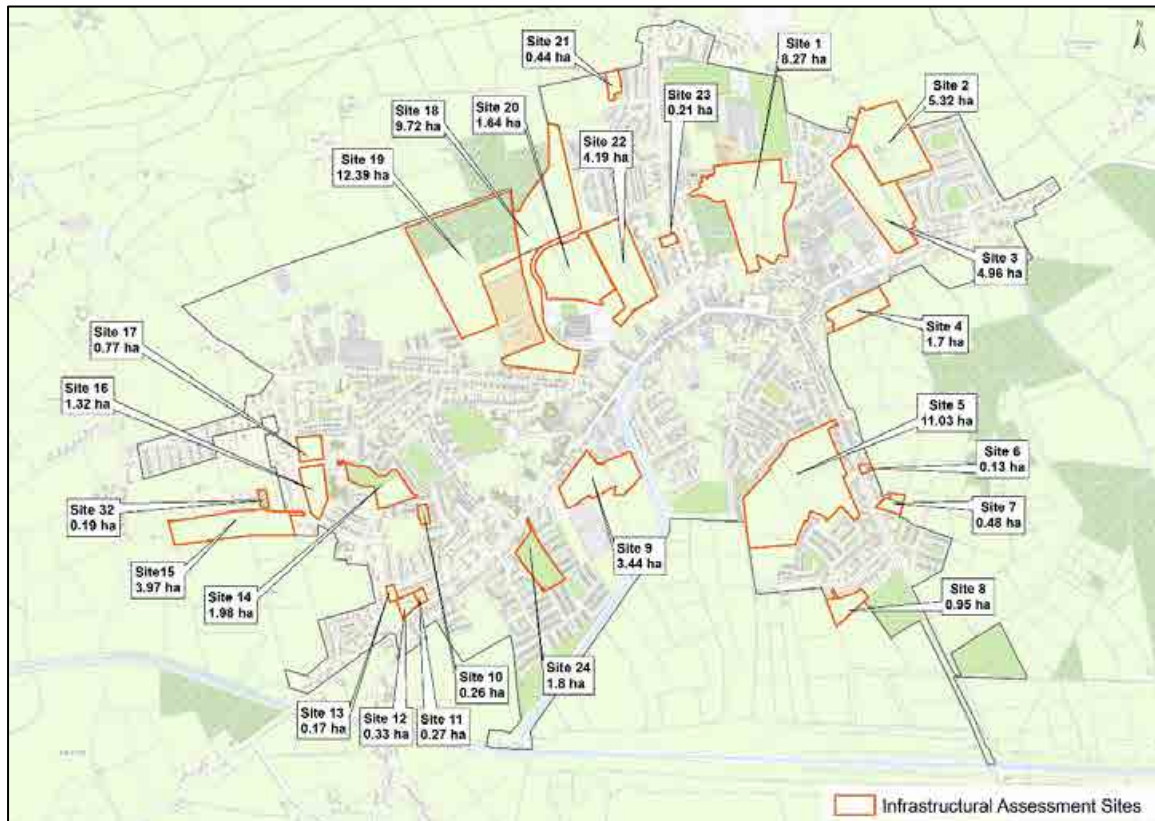 N
Site 21
0.44 ha
Site 1
8.27 ha
Site 18
9.72 ha
Site 20
1.64 ha
Site 23
0.21 ha
Site 2
5.32 ha
Site 19
12.39 ha
Site 22
4.19 ha
Site 3
4.96 ha
Site 4
1.7 ha
Site 17
0.77 ha
Site 16
1.32 ha
Site 5
11.03 ha
Site 6
0.13 ha
Site 32
0.19 ha
Site 7
0.48 ha
Site15
3.97 ha
Site 14
1.98 ha
Site 9
3.44 ha
Site 8
0.95 ha
Site 24
1.8 ha
Site 10
0.26 ha
Site 13
0.17 ha
Site 12
0.33 ha
Site 11
0.27 ha
Infrastructural Assessment Sites